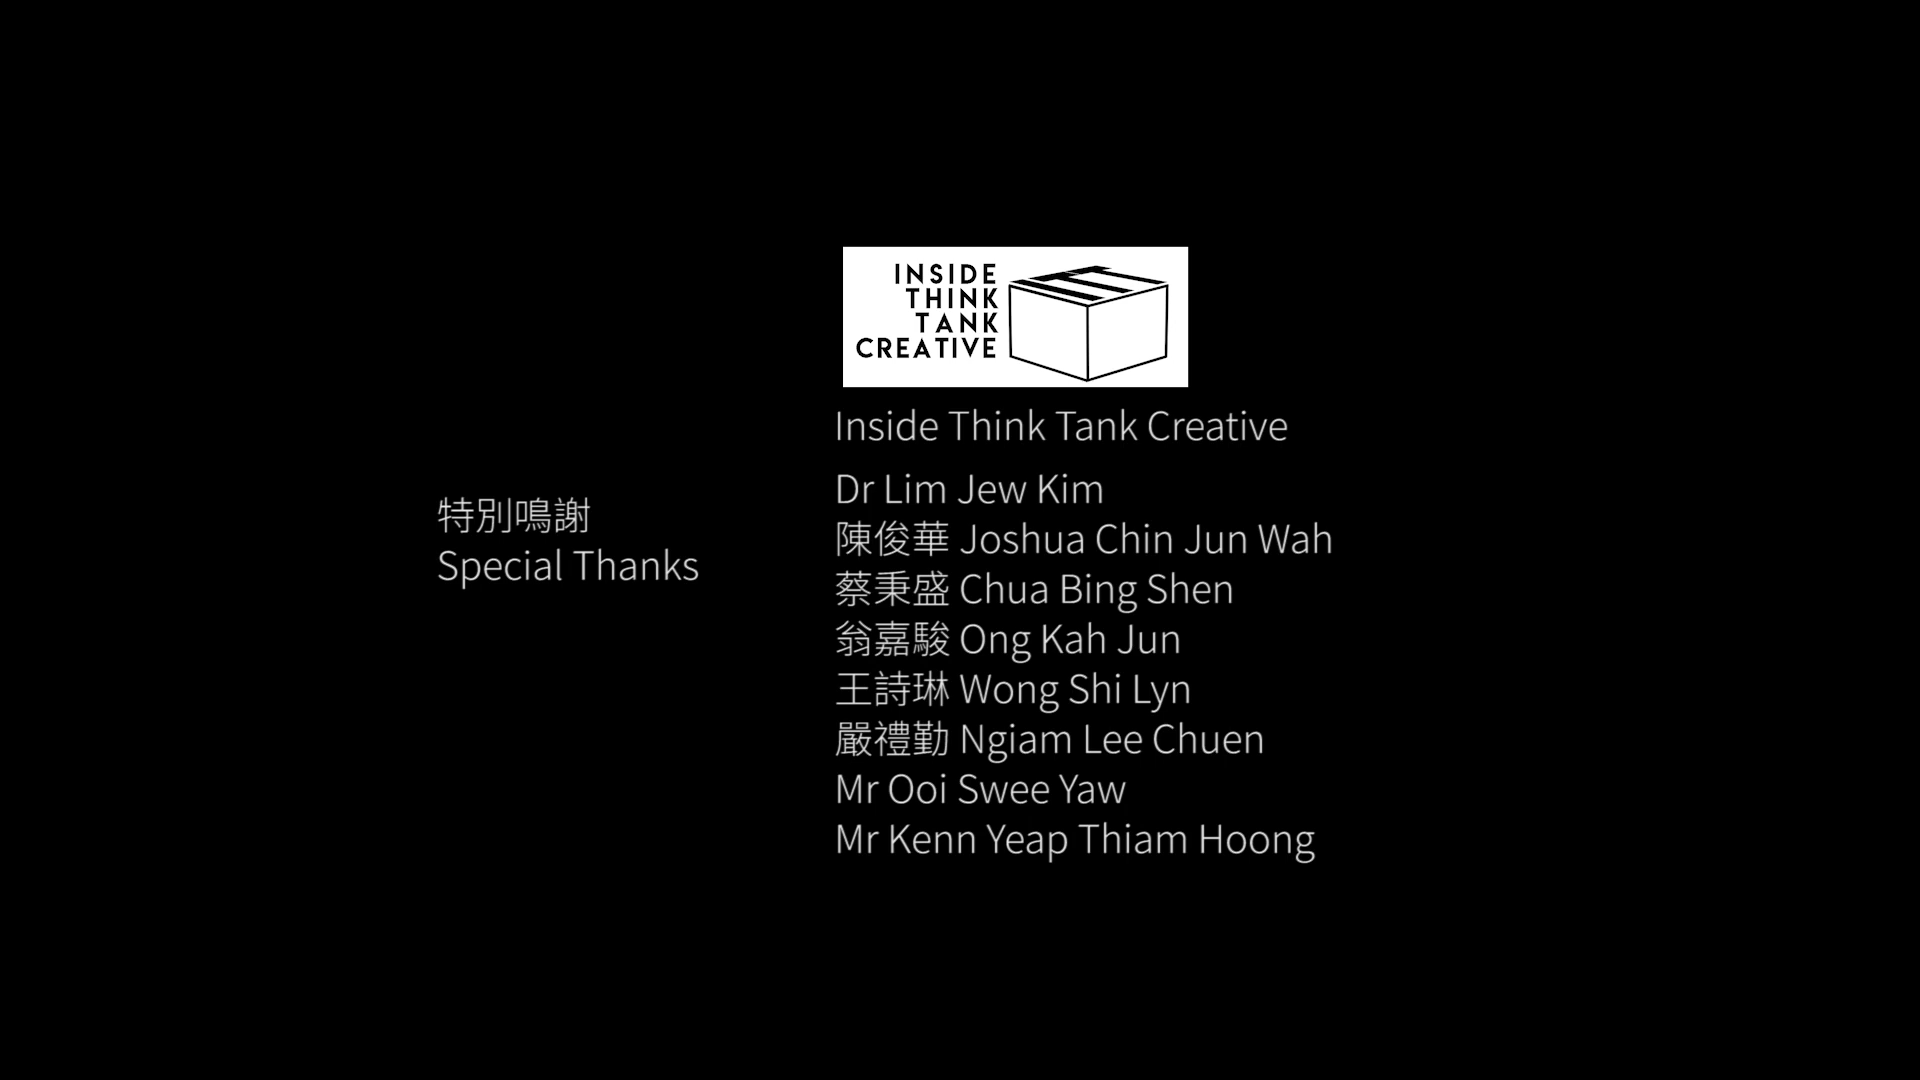 INSIDE
THINK
TANK
CREATIVE
Inside Think Tank Creative
特別鳴謝
Special Thanks
Dr Lim Jew Kim
陳俊華 Joshua Chin Jun Wah
蔡秉盛 Chua Bing Shen
翁嘉駿 Ong Kah Jun
王詩琳 Wong Shi Lyn
嚴禮勤 Ngiam Lee Chuen
Mr Ooi Swee Yaw
Mr Kenn Yeap Thiam Hoong